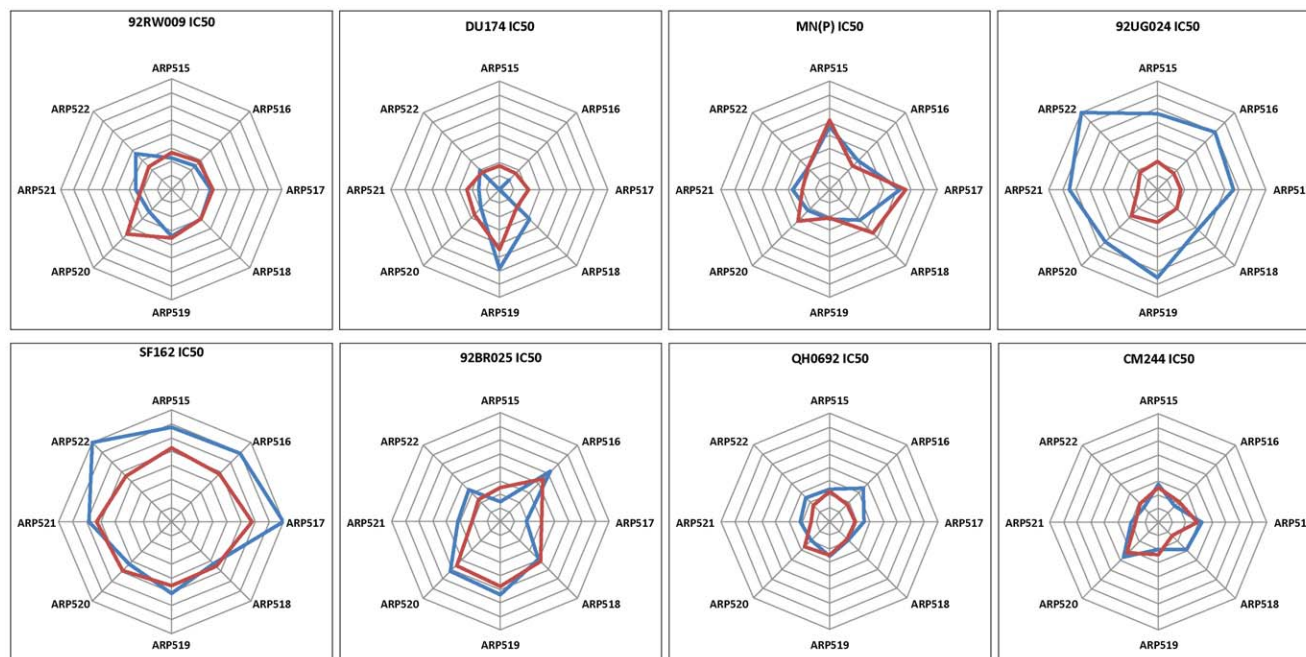 92RW009 IC50
ARP515
ARP522
ARP516
ARP521
ARP517
ARP520
ARP518
ARP519
DU174 IC50
ARP515
ARP522
ARP516
ARP521
ARP517
ARP520
ARP518
ARP519
MN(P) IC50
ARP515
ARP522
ARP516
ARP521
ARP517
ARP520
ARP518
ARP519
92UG024 IC50
ARP515
ARP522
ARP516
ARP521
ARP51
ARP520
ARP518
ARP519
SF162 IC50
ARP515
ARP522
ARP516
ARP521
ARP517
ARP520
ARP518
ARP519
92BR025 IC50
ARP515
ARP522
ARP516
ARP521
ARP517
ARP520
ARP518
ARP519
QH0692 IC50
ARP515
ARP522
ARP516
ARP521
ARP517
ARP520
ARP518
ARP519
CM244 IC50
ARP515
ARP522
ARP516
ARP521
ARP51
ARP520
ARP518
ARP519